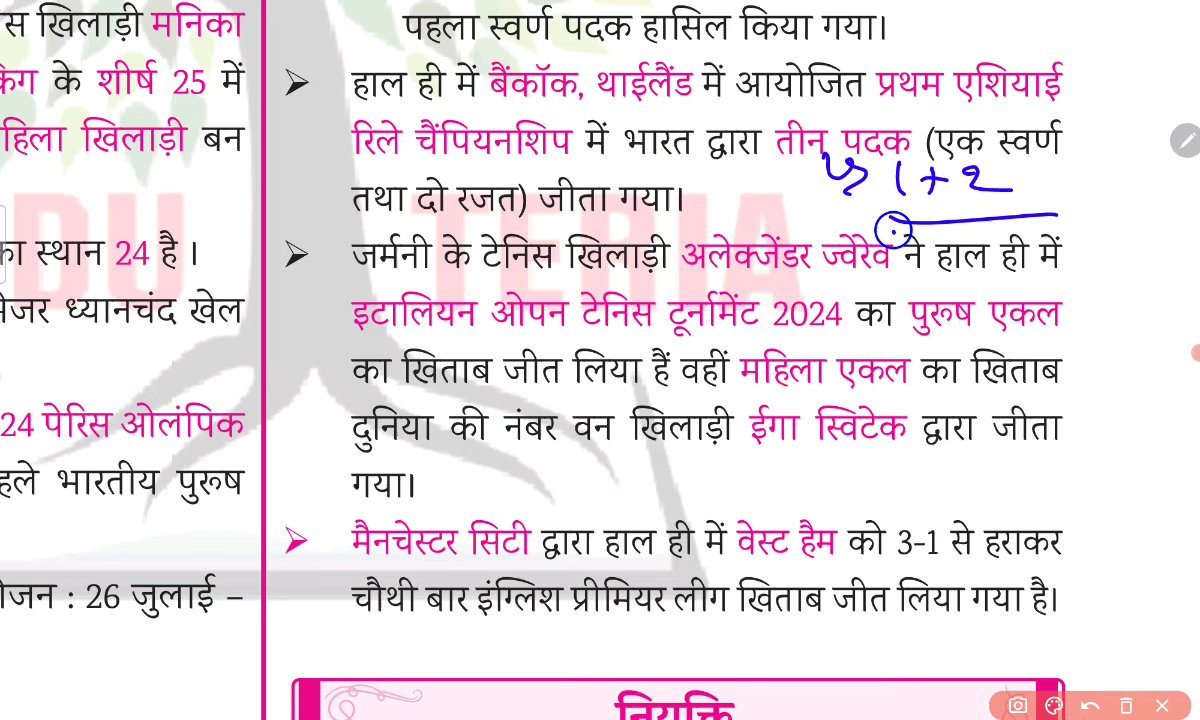 स खिलाड़ी मनिका
के शीर्ष 25 में
हिला खिलाड़ी बन
स्थान 24 है ।
ध्यानचंद खेल
24 पेरिस ओलंपिक
हले भारतीय पुरुष
जन : 26 जुलाई –
पहला स्वर्ण पदक हासिल किया गया।
➢ हाल ही में बैंकॉक, थाईलैंड में आयोजित प्रथम एशियाई
रिले चैंपियनशिप में भारत द्वारा तीन पदक (एक स्वर्ण
1 + 2
तथा दो रजत) जीता गया।
➢ जर्मनी के टेनिस खिलाड़ी अलेक्जेंडर ज्वेरेव ने हाल ही में
इटालियन ओपन टेनिस टूर्नामेंट 2024 का पुरुष एकल
का खिताब जीत लिया हैं वहीं महिला एकल का खिताब
दुनिया की नंबर वन खिलाड़ी ईगा स्विटेक द्वारा जीता
गया।
➢ मैनचेस्टर सिटी द्वारा हाल ही में वेस्ट हैम को 3-1 से हराकर
चौथी बार इंग्लिश प्रीमियर लीग खिताब जीत लिया गया है।
नियुक्ति
DU TERIA